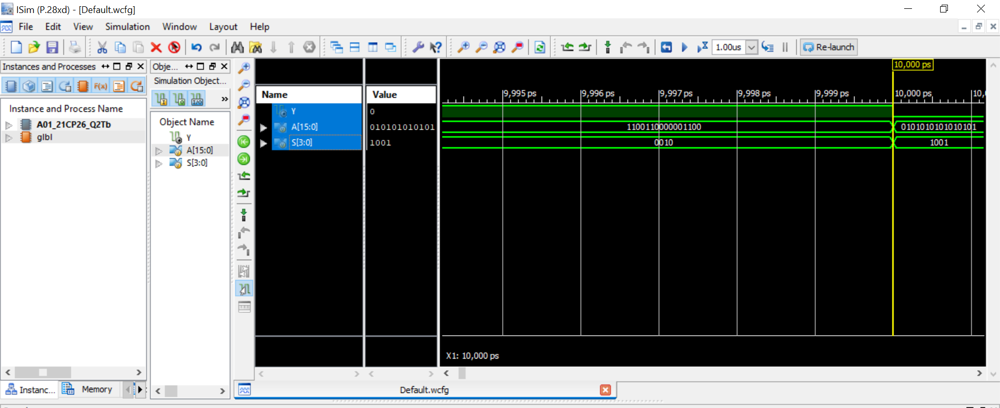 ISim (P.28xd) - [Default.wcfg]
File Edit View Simulation Window Layout Help
1.00us
Re-launch
Instances and Processes
Instance and Process Name
A01_21CP26_Q2Tb
glbl
Instanc...
Memory
Obje...
Simulation Object...
Object Name
Y
A[15:0]
S[3:0]
Name Value
Y 0
A[15:0] 010101010101
S[3:0] 1001
10,000 ps
9,995 ps 9,996 ps 9,997 ps 9,998 ps 9,999 ps 10,000 ps 10,
1100110000001100 0101010101010101
0010 1001
X1: 10,000 ps
Default.wcfg